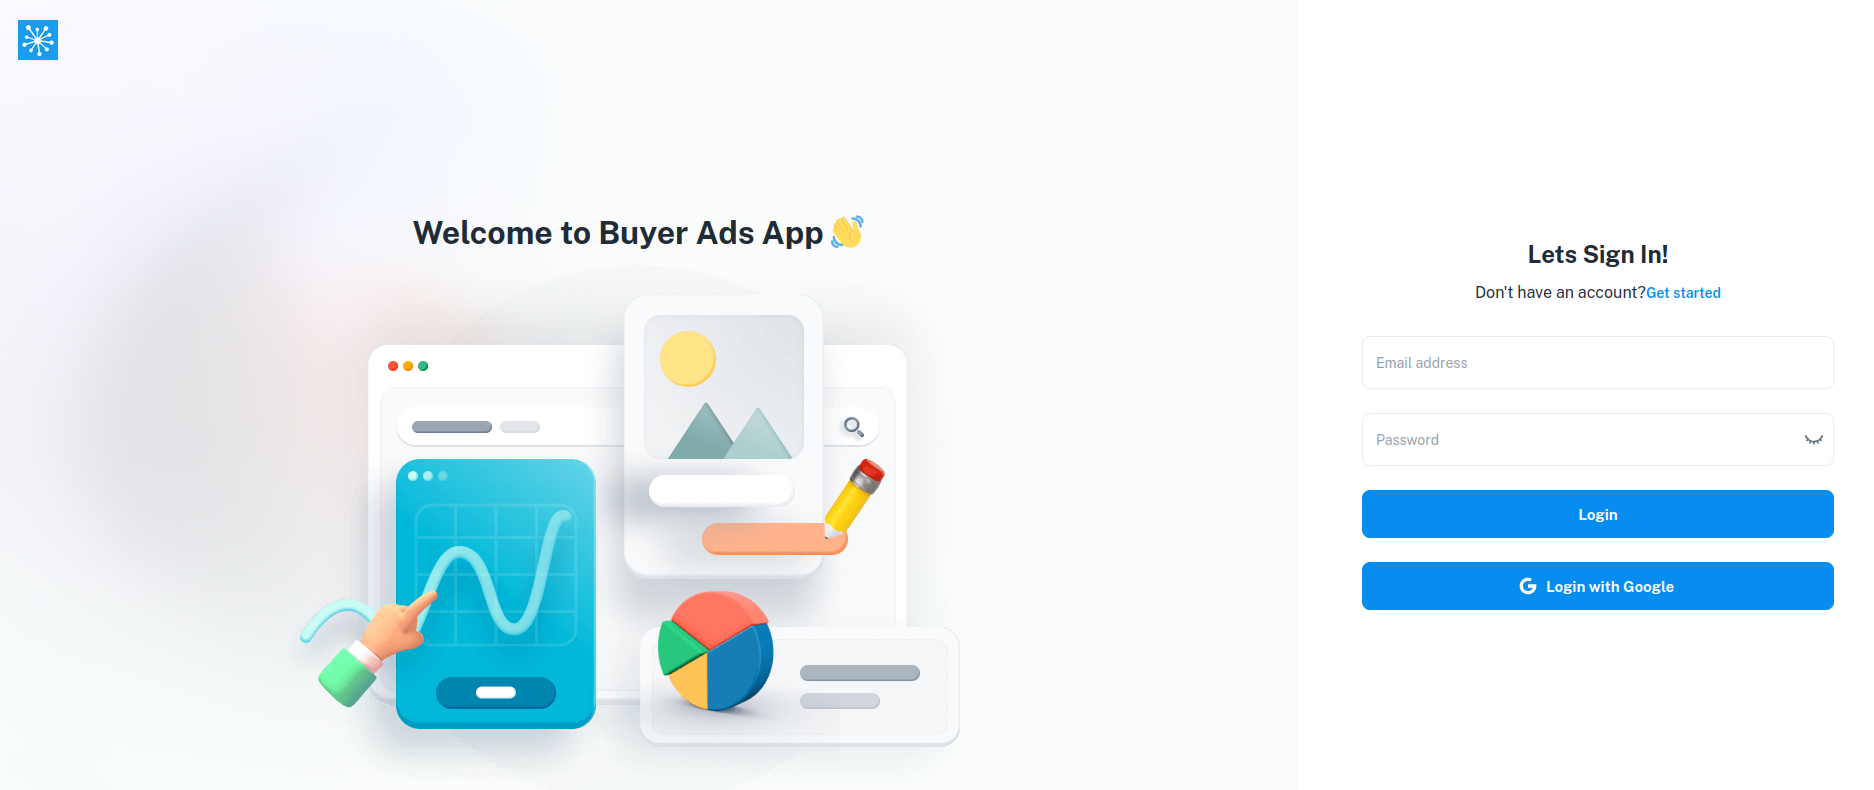 Welcome to Buyer Ads App 👋
Lets Sign In!
Don't have an account?Get started
Email address
Password
Login
Login with Google